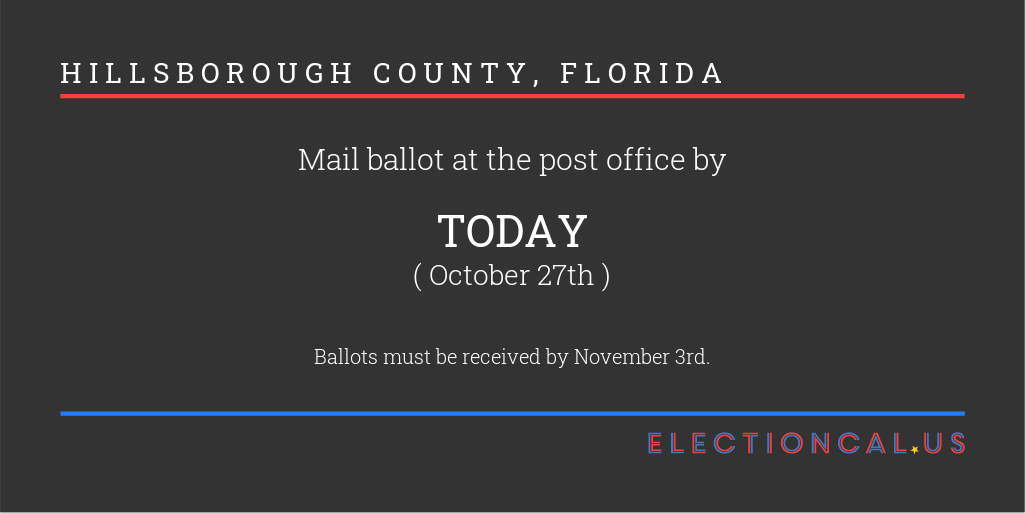 HILLSBOROUGH COUNTY, FLORIDA
Mail ballot at the post office by
TODAY
( October 27th )
Ballots must be received by November 3rd.
ELECTIONCAL.US